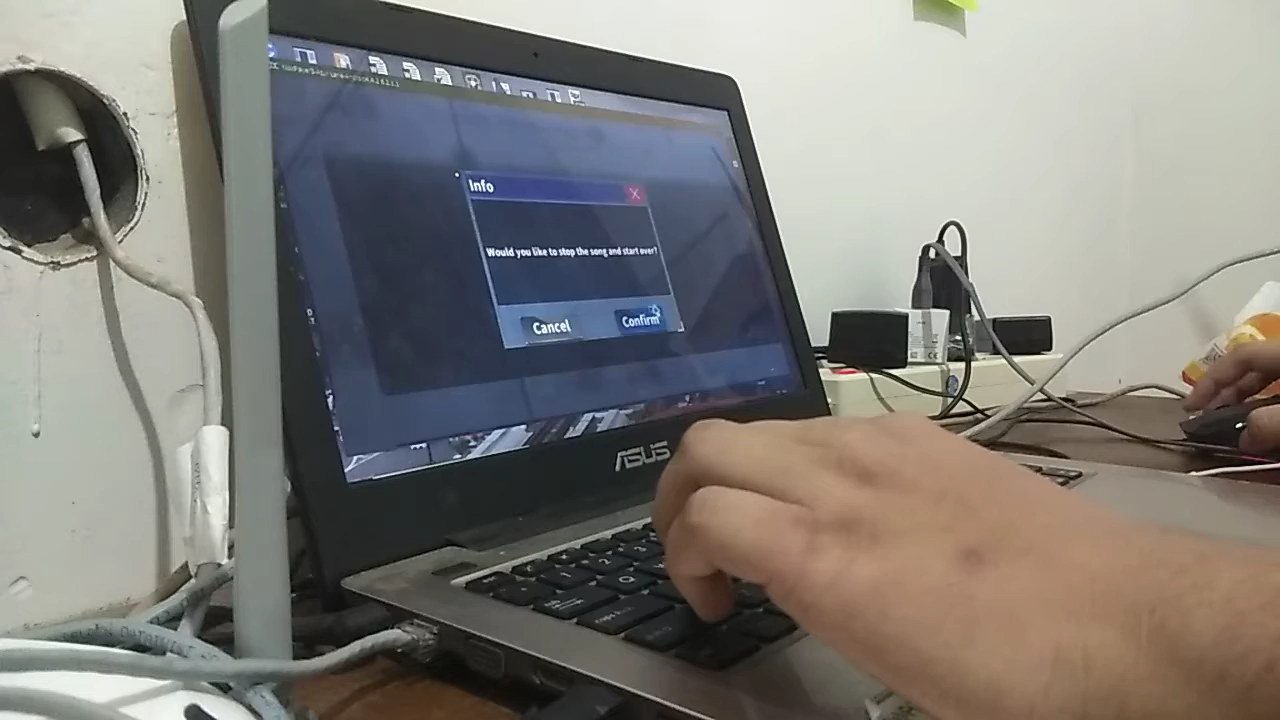 Info
Would you like to stop the song and start over?
Cancel
Confirm
ASUS